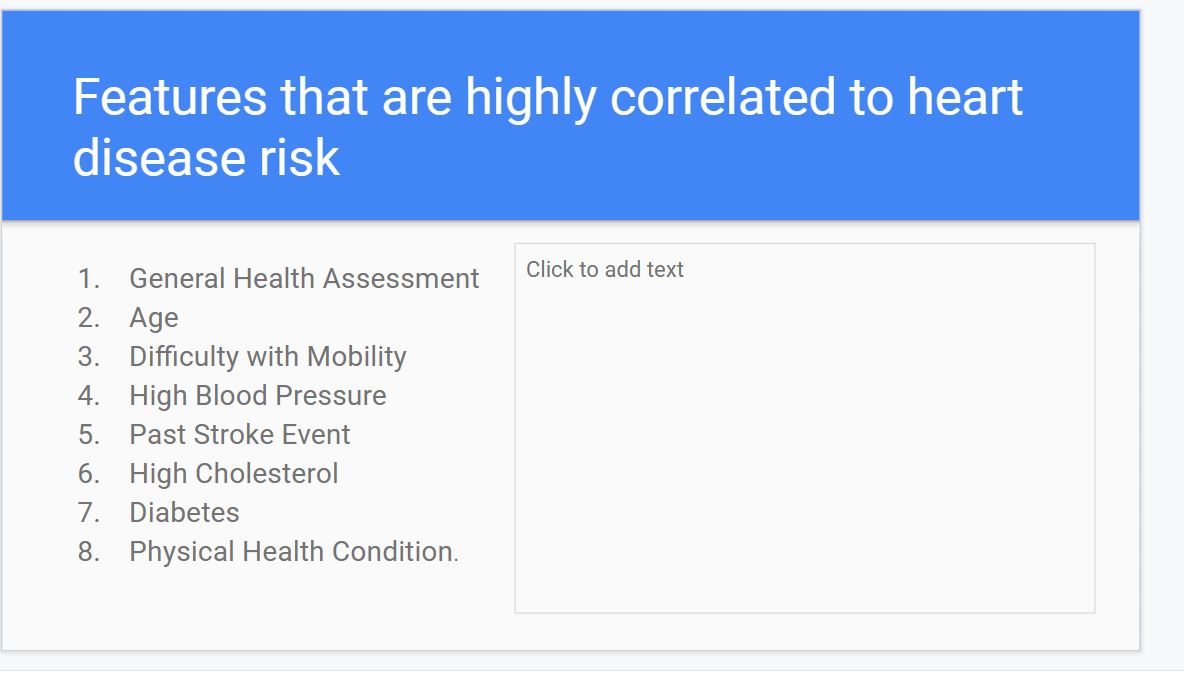 Features that are highly correlated to heart
disease risk
1. General Health Assessment
2. Age
3. Difficulty with Mobility
4. High Blood Pressure
5. Past Stroke Event
6. High Cholesterol
7. Diabetes
8. Physical Health Condition.
Click to add text